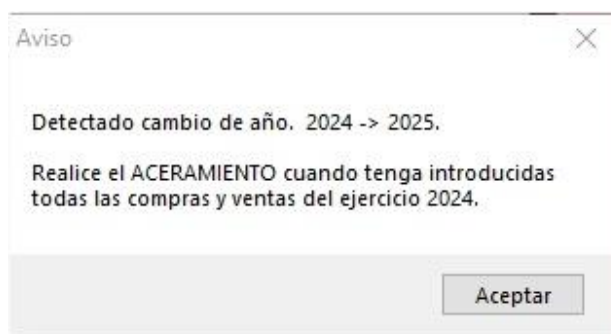 Aviso
Detectado cambio de año.  2024 -> 2025.
Realice el ACERAMIENTO cuando tenga introducidas
todas las compras y ventas del ejercicio 2024.
Aceptar